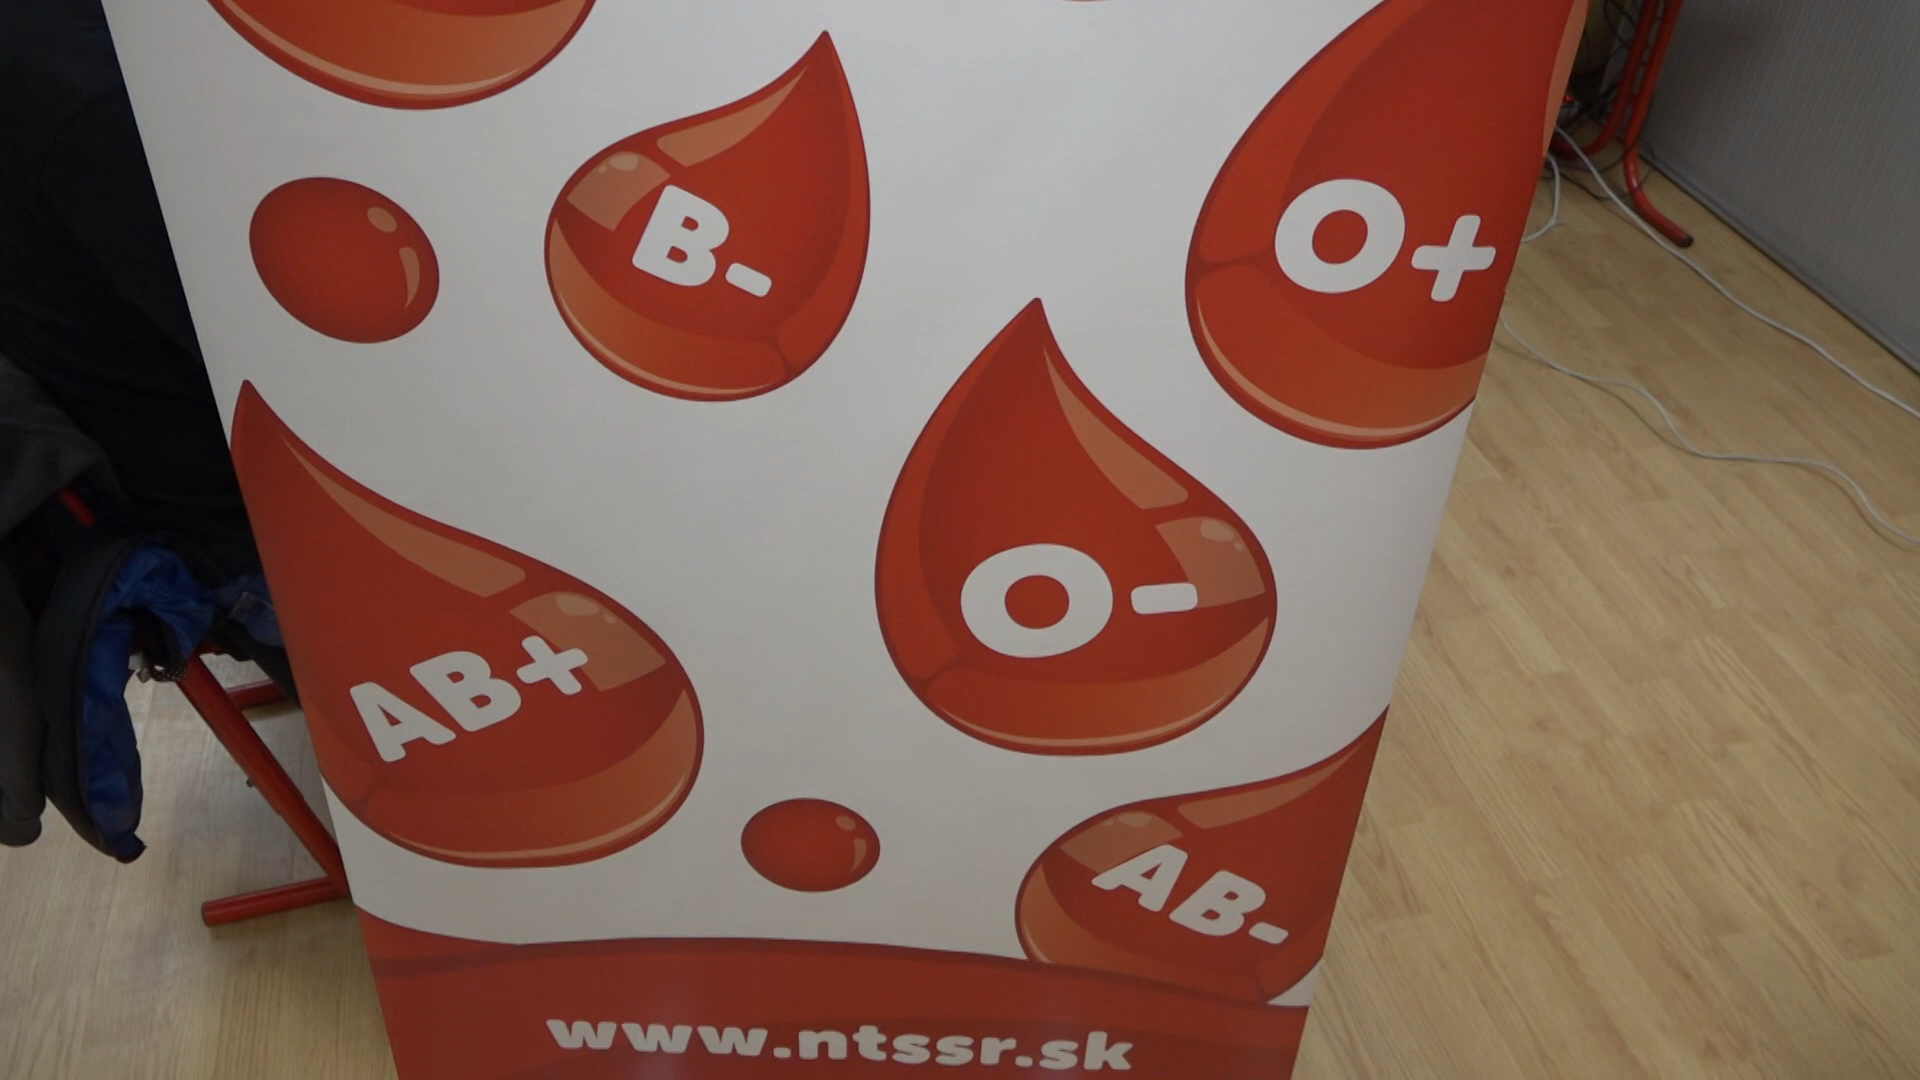 B-
O+
O-
AB+
AB-
www.ntssr.sk